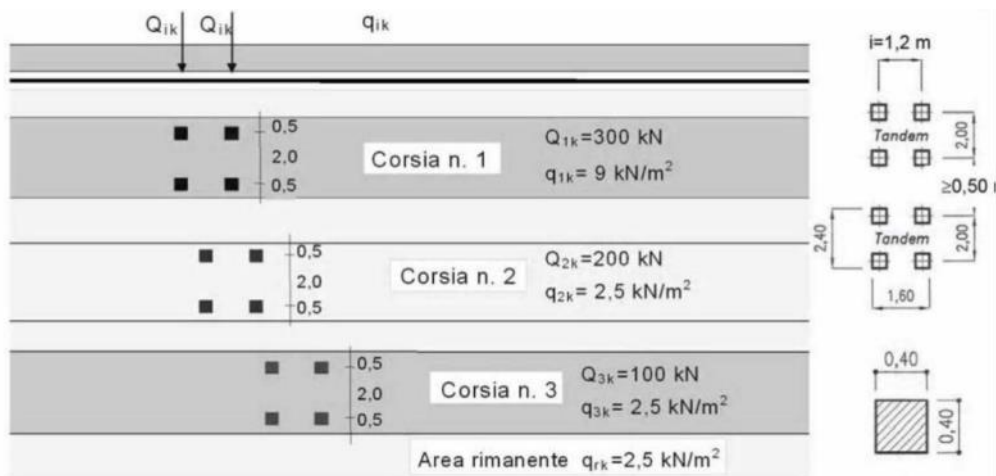 Qik Qik qik
0,5
2,0
0,5
Corsia n. 1
Q1k=300 kN
q1k= 9 kN/m²
0,5
2,0
0,5
Corsia n. 2
Q2k=200 kN
q2k= 2,5 kN/m²
0,5
2,0
0,5
Corsia n. 3
Q3k=100 kN
q3k= 2,5 kN/m²
Area rimanente qrk=2,5 kN/m²
i=1,2 m
Tandem
2,00
≥0,50
2,40
Tandem
2,00
1,60
0,40
0,40